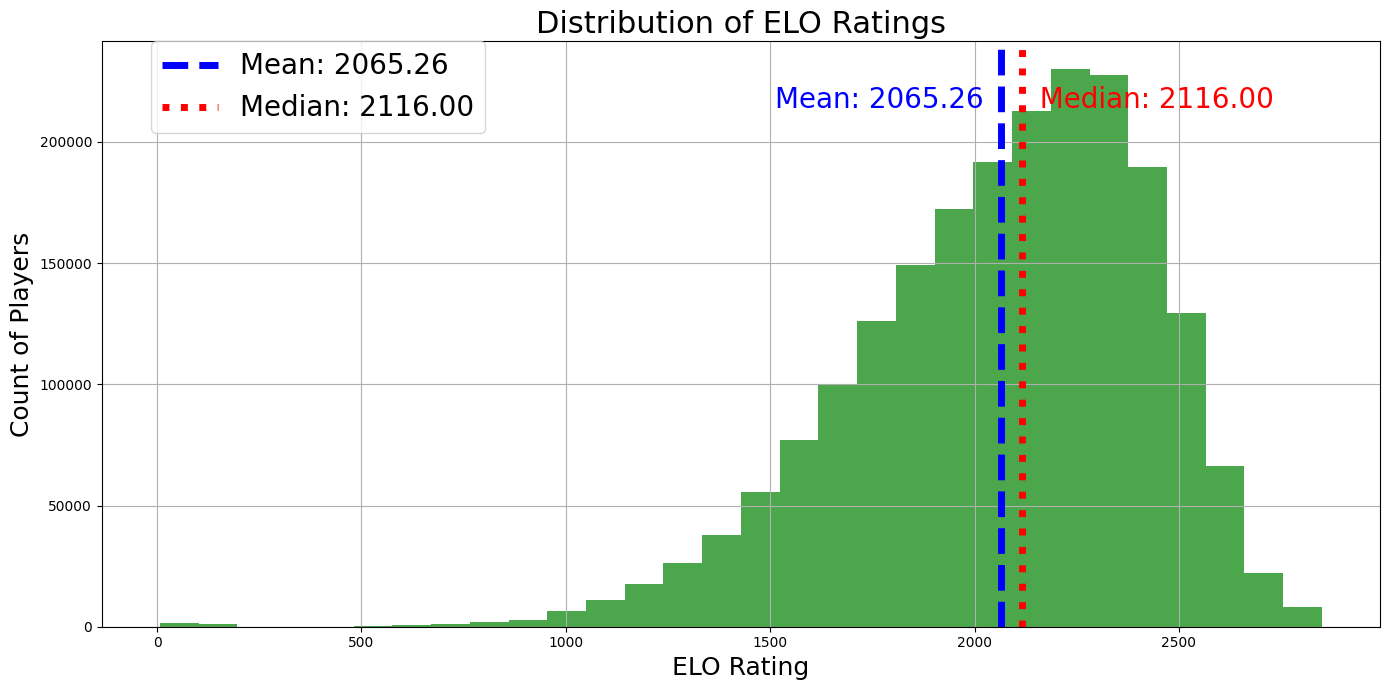 Distribution of ELO Ratings
Mean: 2065.26
Median: 2116.00
Mean: 2065.26
Median: 2116.00
Count of Players
200000
150000
100000
50000
0
0 500 1000 1500 2000 2500
ELO Rating